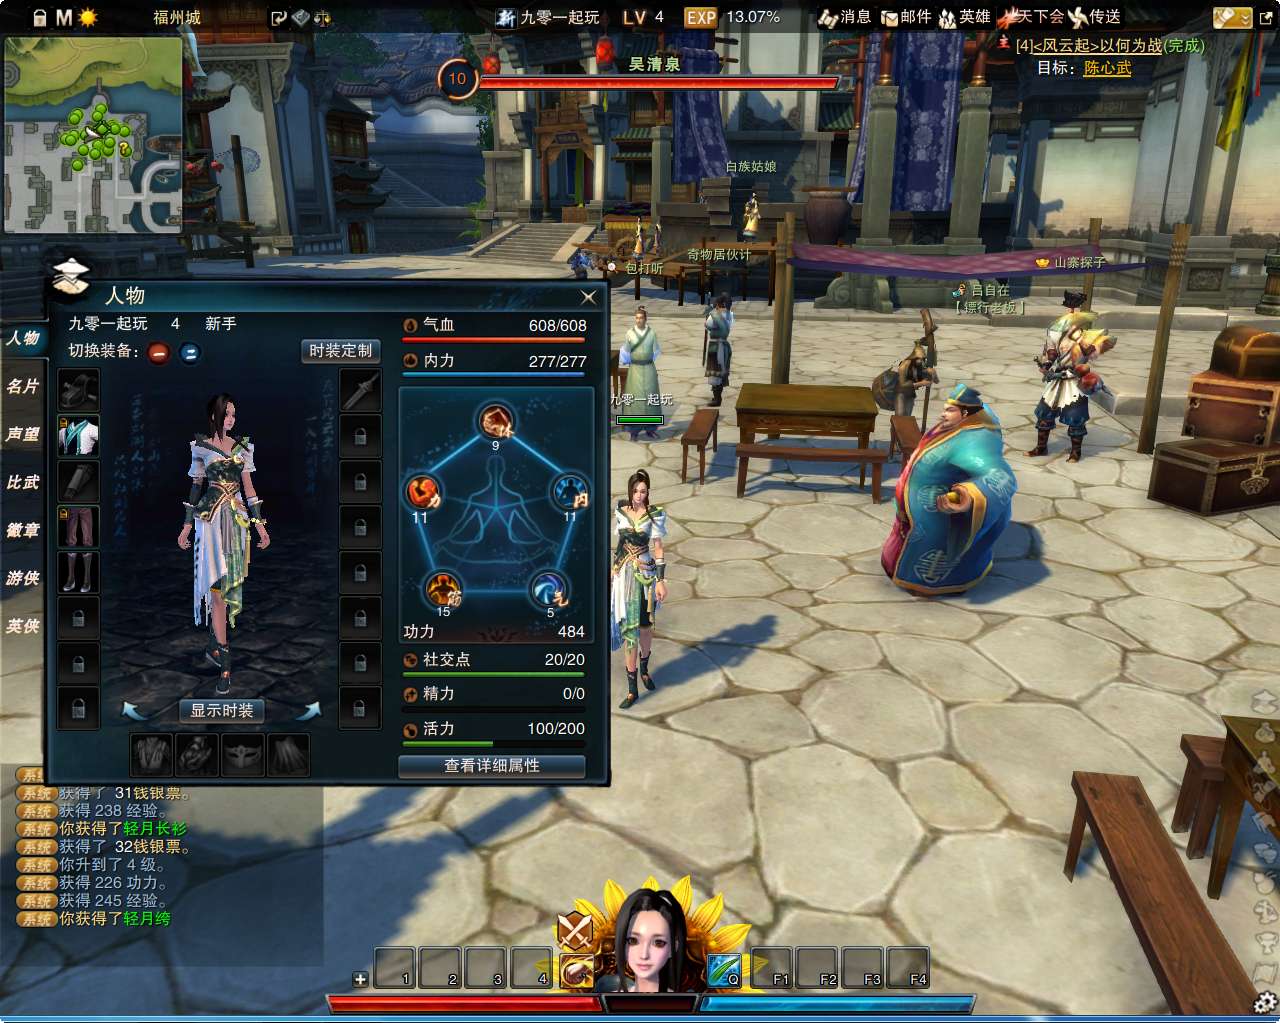 M
福州城
新 九零一起玩
LV 4
EXP 13.07%
消息
邮件
英雄
天下会
传送
[4]<风云起>以何为战(完成)
目标：陈心武
吴清泉
10
白族姑娘
奇物居伙计
包打听
山寨探子
吕自在
【镖行老板】
九零一起玩
人物
九零一起玩 4 新手
切换装备：
时装定制
人物
名片
声望
比武
徽章
游侠
英侠
显示时装
气血 608/608
内力 277/277
9
11
内
11
筋
15
气
5
功力 484
社交点 20/20
精力 0/0
活力 100/200
查看详细属性
系统 获得了 31钱银票。
系统 获得 238 经验。
系统 你获得了轻月长衫
系统 获得了 32钱银票。
系统 你升到了 4 级。
系统 获得 226 功力。
系统 获得 245 经验。
系统 你获得了轻月绔
1
2
3
4
Q
F1
F2
F3
F4